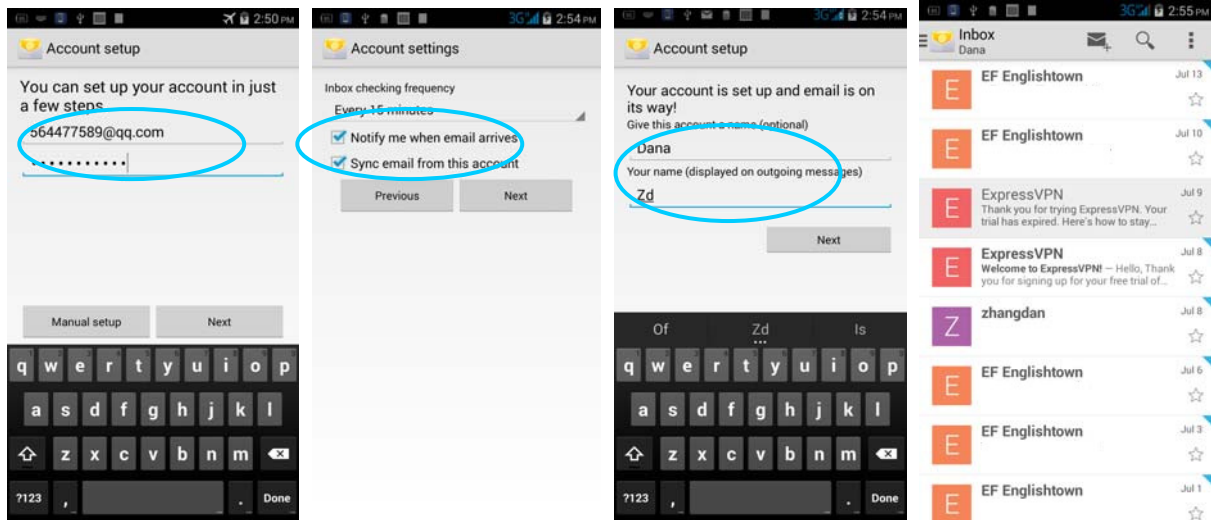 2:50 PM
Account setup
You can set up your account in just
a few steps
564477589@qq.com
•••••••••••
Manual setup
Next
q w e r t y u i o p
a s d f g h j k l
z x c v b n m
?123 , . Done
3G 2:54 PM
Account settings
Inbox checking frequency
Every 15 minutes
Notify me when email arrives
Sync email from this account
Previous
Next
3G 2:54 PM
Account setup
Your account is set up and email is on
its way!
Give this account a name (optional)
Dana
Your name (displayed on outgoing messages)
Zd
Next
Of Zd Is
q w e r t y u i o p
a s d f g h j k l
z x c v b n m
?123 , . Done
3G 2:55 PM
Inbox
Dana
E EF Englishtown Jul 13
E EF Englishtown Jul 10
E ExpressVPN Jul 9
Thank you for trying ExpressVPN. Your
trial has expired. Here's how to stay...
E ExpressVPN Jul 8
Welcome to ExpressVPN! – Hello, Thank
you for signing up for your free trial of...
Z zhangdan Jul 8
E EF Englishtown Jul 6
E EF Englishtown Jul 3
E EF Englishtown Jul 1